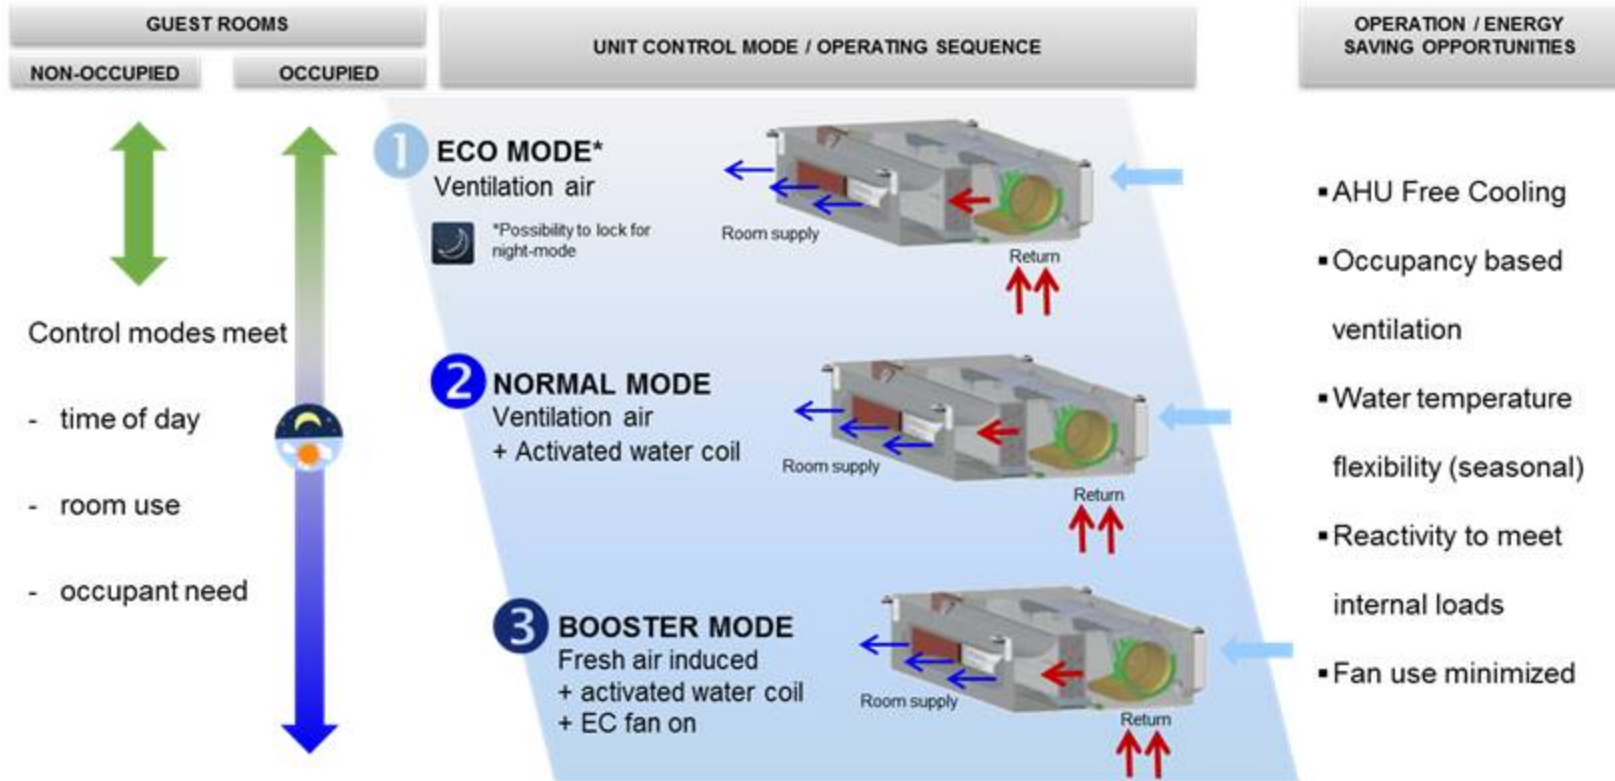 GUEST ROOMS
NON-OCCUPIED
OCCUPIED
UNIT CONTROL MODE / OPERATING SEQUENCE
OPERATION / ENERGY
SAVING OPPORTUNITIES
Control modes meet
- time of day
- room use
- occupant need
1 ECO MODE*
Ventilation air
*Possibility to lock for
night-mode
Room supply
Return
2 NORMAL MODE
Ventilation air
+ Activated water coil
Room supply
Return
3 BOOSTER MODE
Fresh air induced
+ activated water coil
+ EC fan on
Room supply
Return
▪ AHU Free Cooling
▪ Occupancy based
ventilation
▪ Water temperature
flexibility (seasonal)
▪ Reactivity to meet
internal loads
▪ Fan use minimized